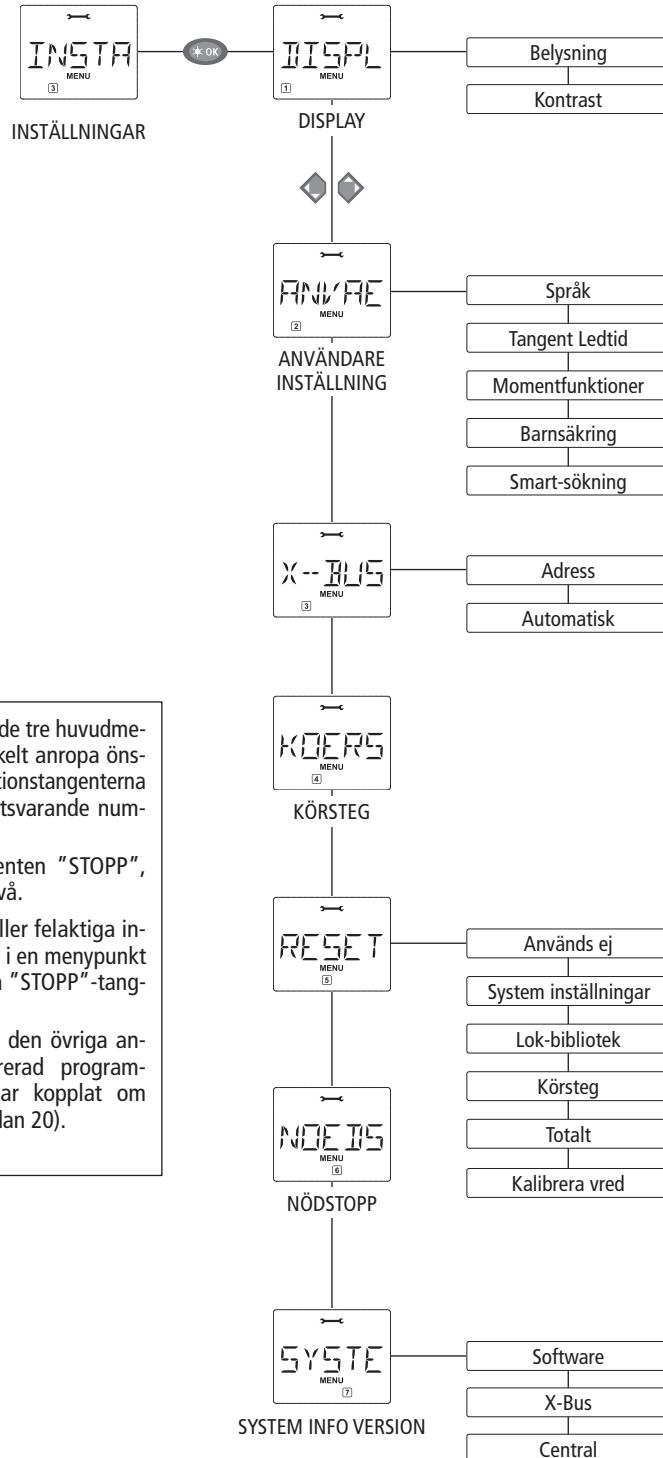 INSTA
MENU
3
INSTÄLLNINGAR
OK
DISPL
MENU
1
DISPLAY
Belysning
Kontrast
ANVAE
MENU
2
ANVÄNDARE
INSTÄLLNING
Språk
Tangent Ledtid
Momentfunktioner
Barnsäkring
Smart-sökning
X--BUS
MENU
3
Adress
Automatisk
de tre huvudme-
kelt anropa öns-
tionstangenterna
tsvarande num-
enten ”STOPP”,
vå.
ller felaktiga in-
i en menypunkt
”STOPP”-tang-
den övriga an-
rerad program-
ar kopplat om
dan 20).
KOERS
MENU
4
KÖRSTEG
RESET
MENU
5
Används ej
System inställningar
Lok-bibliotek
Körsteg
Totalt
Kalibrera vred
NOEDS
MENU
6
NÖDSTOPP
SYSTE
MENU
7
SYSTEM INFO VERSION
Software
X-Bus
Central